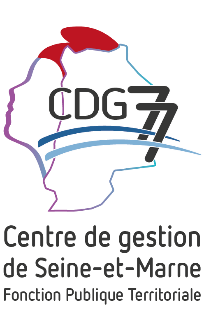 CDG77
Centre de gestion
de Seine-et-Marne
Fonction Publique Territoriale